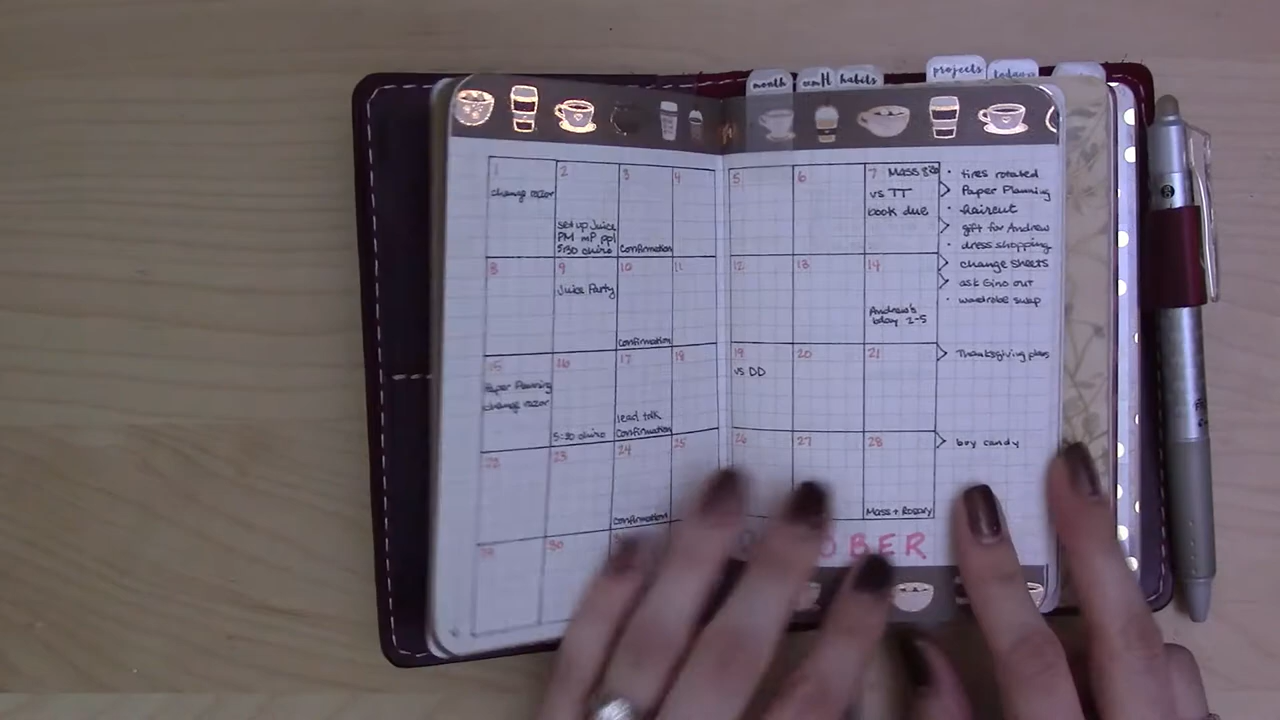 month
habits
projects
1
change razor
2
set up Juice
PM MP ppl
5:30 chiro
3
Confirmation
4
5
6
7 Mass 8:30
vs TT
book due
• tires rotated
Paper Planning
• haircut
gift for Andrew
• dress shopping
change sheets
ask Gino out
• wardrobe swap
8
9
Juice Party
10
Confirmation
11
12
13
14
Andrew's
bday 2-5
15
Paper Planning
change razor
16
5:30 chiro
17
lead talk
Confirmation
18
19
vs DD
20
21
Thanksgiving plans
22
23
24
Confirmation
25
26
27
28
Mass + Rosary
buy candy
29
30
OBER